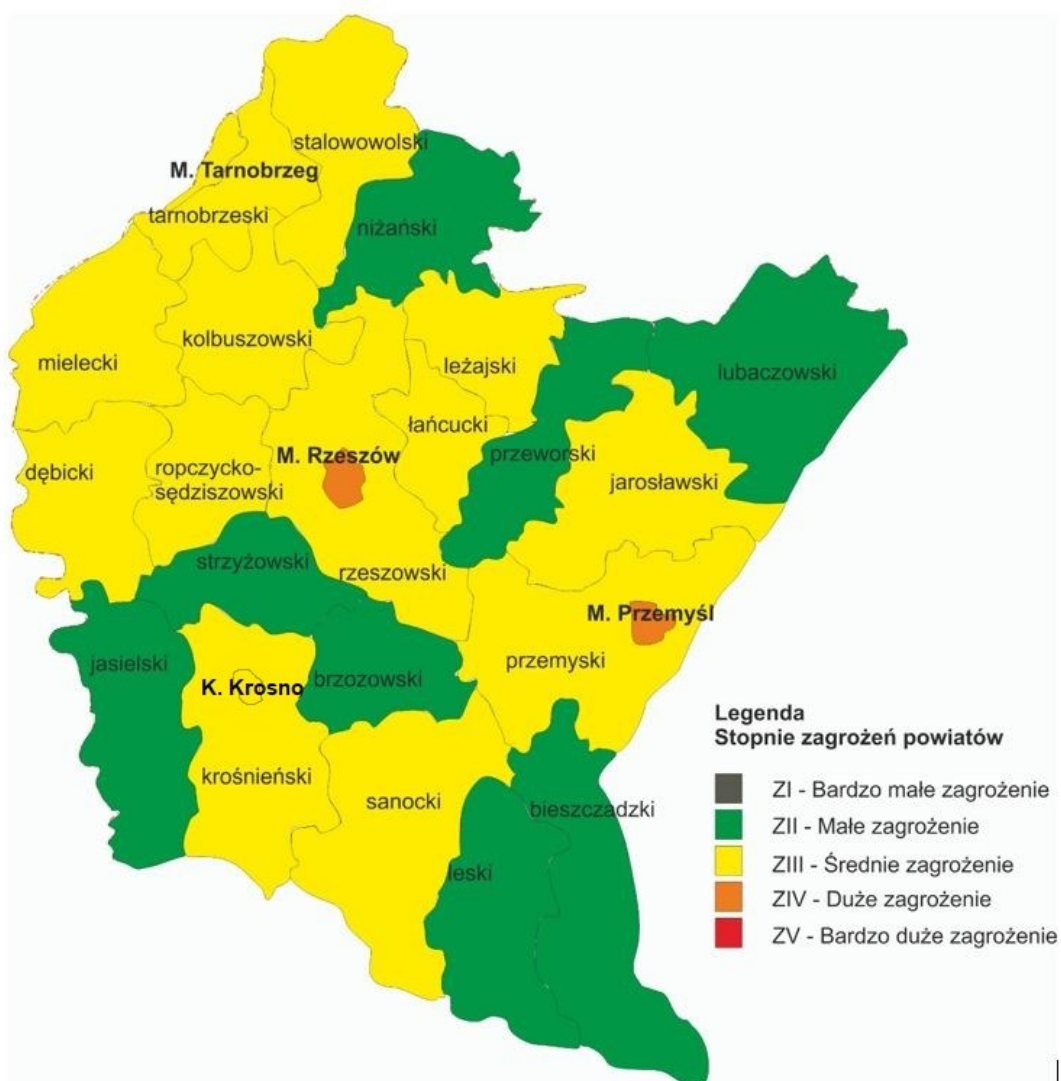 stalowowolski
M. Tarnobrzeg
tarnobrzeski
niżański
kolbuszowski
mielecki
leżajski
lubaczowski
łańcucki
M. Rzeszów
przeworski
dębicki
ropczycko-
sędziszowski
jarosławski
strzyżowski
rzeszowski
M. Przemyśl
jasielski
przemyski
K. Krosno
brzozowski
krośnieński
sanocki
bieszczadzki
leski
Legenda
Stopnie zagrożeń powiatów
ZI - Bardzo małe zagrożenie
ZII - Małe zagrożenie
ZIII - Średnie zagrożenie
ZIV - Duże zagrożenie
ZV - Bardzo duże zagrożenie